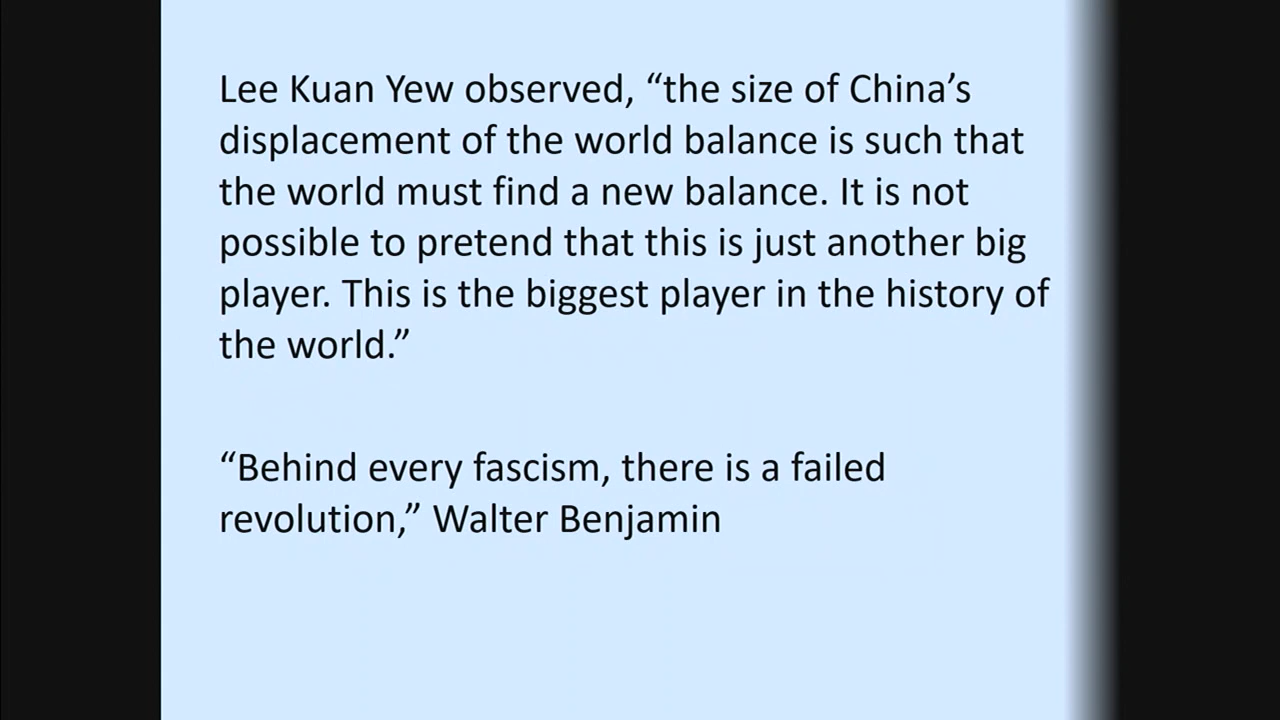 Lee Kuan Yew observed, “the size of China’s
displacement of the world balance is such that
the world must find a new balance. It is not
possible to pretend that this is just another big
player. This is the biggest player in the history of
the world.”
“Behind every fascism, there is a failed
revolution,” Walter Benjamin